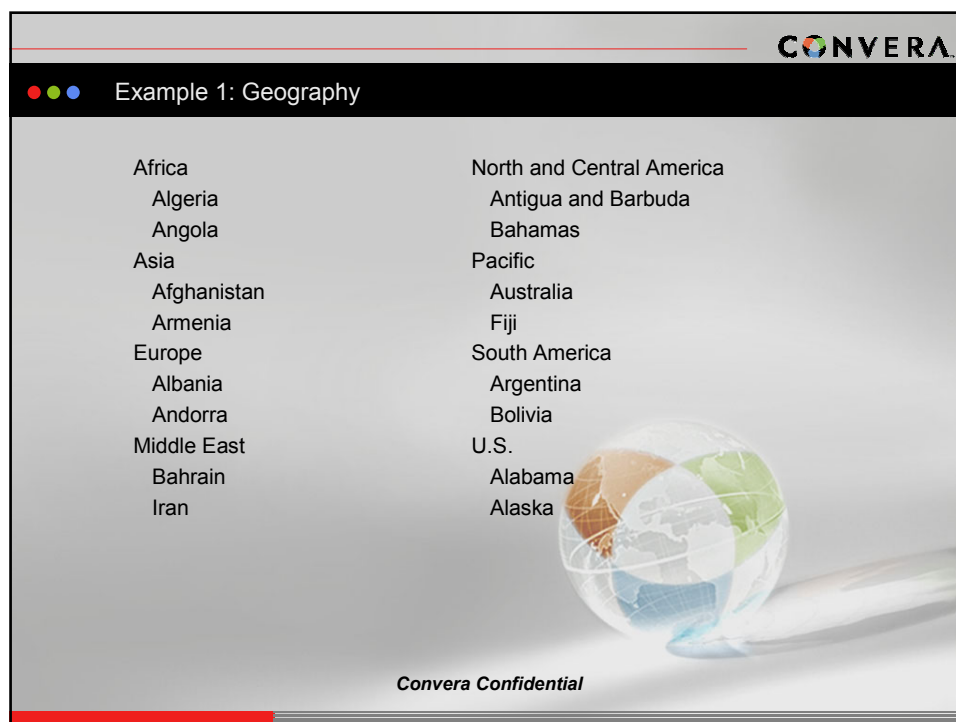 CONVERA
Example 1: Geography
Africa
Algeria
Angola
Asia
Afghanistan
Armenia
Europe
Albania
Andorra
Middle East
Bahrain
Iran
North and Central America
Antigua and Barbuda
Bahamas
Pacific
Australia
Fiji
South America
Argentina
Bolivia
U.S.
Alabama
Alaska
Convera Confidential